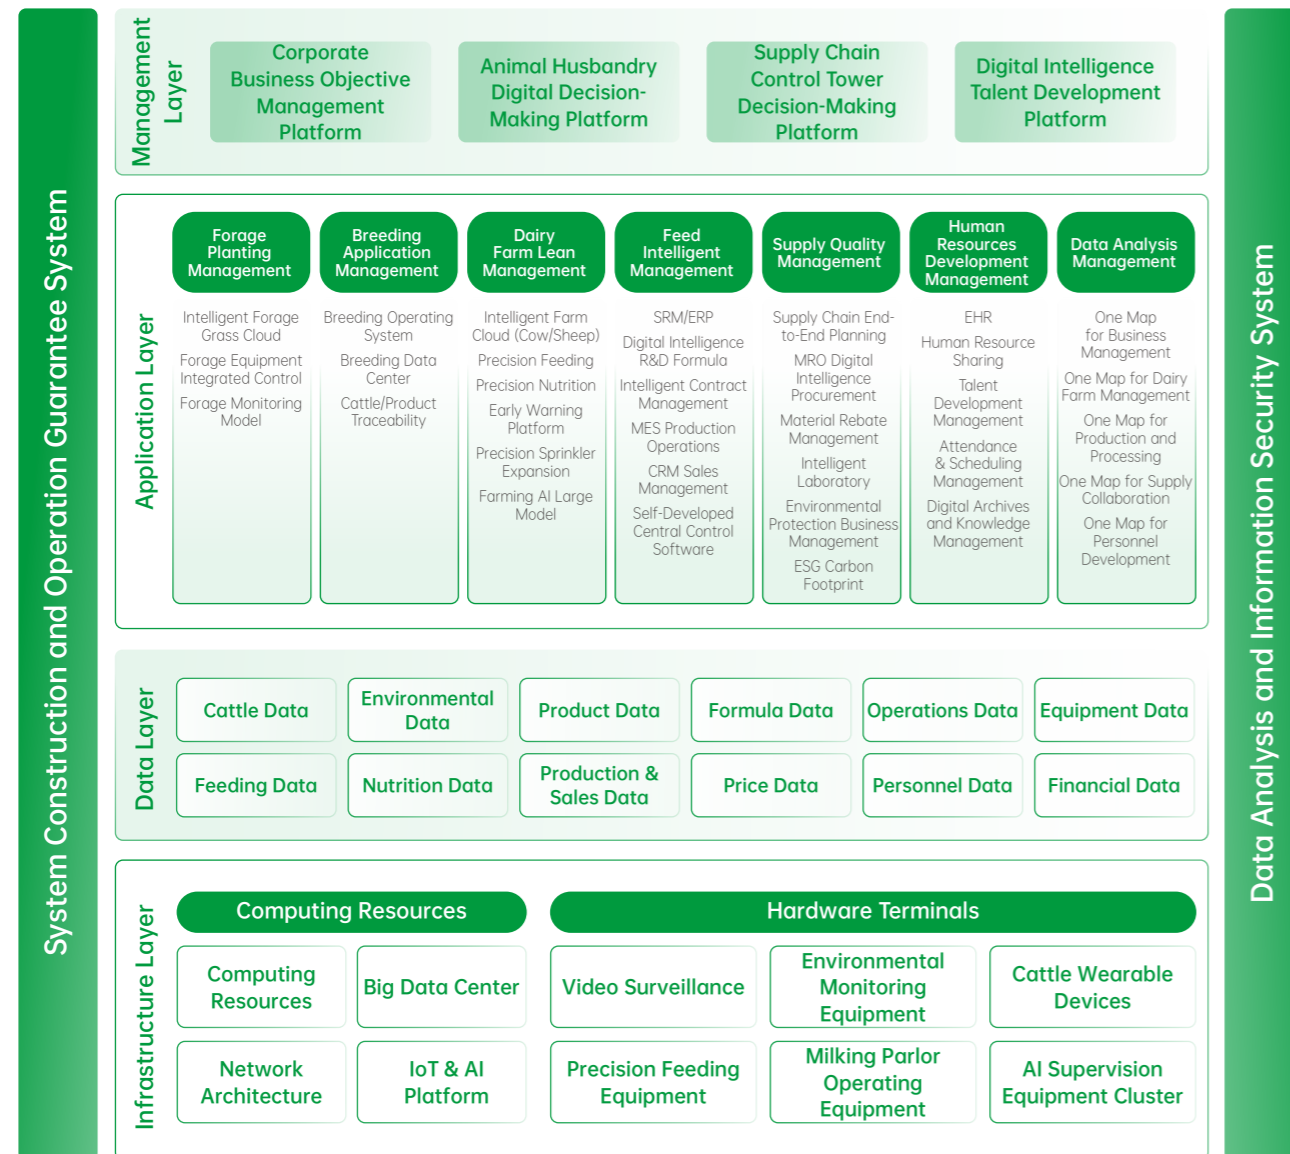 System Construction and Operation Guarantee System
Management
Layer
Corporate
Business Objective
Management
Platform
Animal Husbandry
Digital Decision-
Making Platform
Supply Chain
Control Tower
Decision-Making
Platform
Digital Intelligence
Talent Development
Platform
Application Layer
Forage
Planting
Management
Intelligent Forage
Grass Cloud
Forage Equipment
Integrated Control
Forage Monitoring
Model
Breeding
Application
Management
Breeding Operating
System
Breeding Data
Center
Cattle/Product
Traceability
Dairy
Farm Lean
Management
Intelligent Farm
Cloud (Cow/Sheep)
Precision Feeding
Precision Nutrition
Early Warning
Platform
Precision Sprinkler
Expansion
Farming AI Large
Model
Feed
Intelligent
Management
SRM/ERP
Digital Intelligence
R&D Formula
Intelligent Contract
Management
MES Production
Operations
CRM Sales
Management
Self-Developed
Central Control
Software
Supply Quality
Management
Supply Chain End-
to-End Planning
MRO Digital
Intelligence
Procurement
Material Rebate
Management
Intelligent
Laboratory
Environmental
Protection Business
Management
ESG Carbon
Footprint
Human
Resources
Development
Management
EHR
Human Resource
Sharing
Talent
Development
Management
Attendance
& Scheduling
Management
Digital Archives
and Knowledge
Management
Data Analysis
Management
One Map
for Business
Management
One Map for Dairy
Farm Management
One Map for
Production and
Processing
One Map for Supply
Collaboration
One Map for
Personnel
Development
Data Layer
Cattle Data
Environmental
Data
Product Data
Formula Data
Operations Data
Equipment Data
Feeding Data
Nutrition Data
Production &
Sales Data
Price Data
Personnel Data
Financial Data
Infrastructure Layer
Computing Resources
Computing
Resources
Big Data Center
Network
Architecture
IoT & AI
Platform
Hardware Terminals
Video Surveillance
Environmental
Monitoring
Equipment
Cattle Wearable
Devices
Precision Feeding
Equipment
Milking Parlor
Operating
Equipment
AI Supervision
Equipment Cluster
Data Analysis and Information Security System